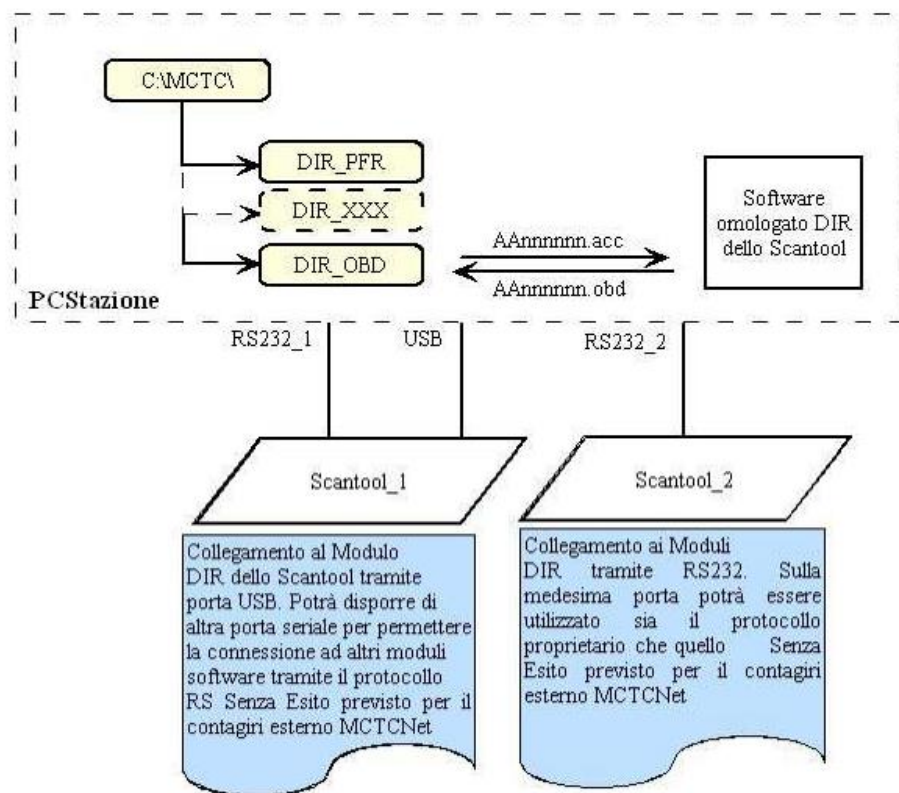 C:\MCTC\
DIR_PFR
DIR_XXX
DIR_OBD
AAnnnnnn.acc
AAnnnnnn.obd
Software
omologato DIR
dello Scantool
PCStazione
RS232_1
USB
RS232_2
Scantool_1
Scantool_2
Collegamento al Modulo
DIR dello Scantool tramite
porta USB. Potrà disporre di
altra porta seriale per permettere
la connessione ad altri moduli
software tramite il protocollo
RS Senza Esito previsto per il
contagiri esterno MCTCNet
Collegamento ai Moduli
DIR tramite RS232. Sulla
medesima porta potrà essere
utilizzato sia il protocollo
proprietario che quello Senza
Esito previsto per il contagiri
esterno MCTCNet